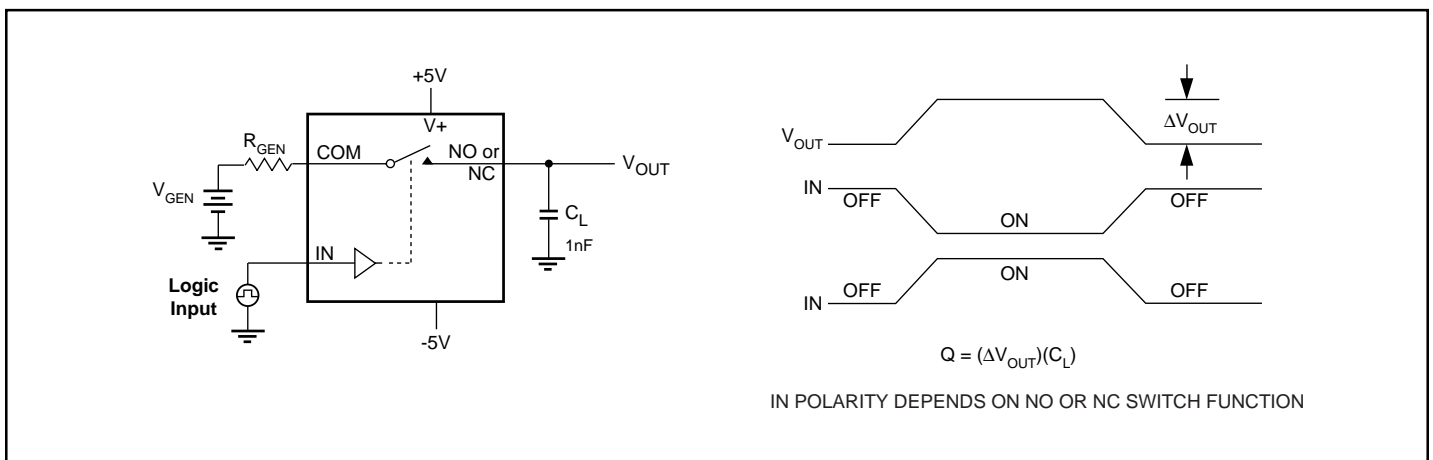 +5V
V+
R_GEN
COM
NO or
NC
V_OUT
V_GEN
C_L
1nF
IN
Logic
Input
-5V
V_OUT
ΔV_OUT
IN
OFF
ON
OFF
IN
OFF
ON
OFF
Q = (ΔV_OUT)(C_L)
IN POLARITY DEPENDS ON NO OR NC SWITCH FUNCTION